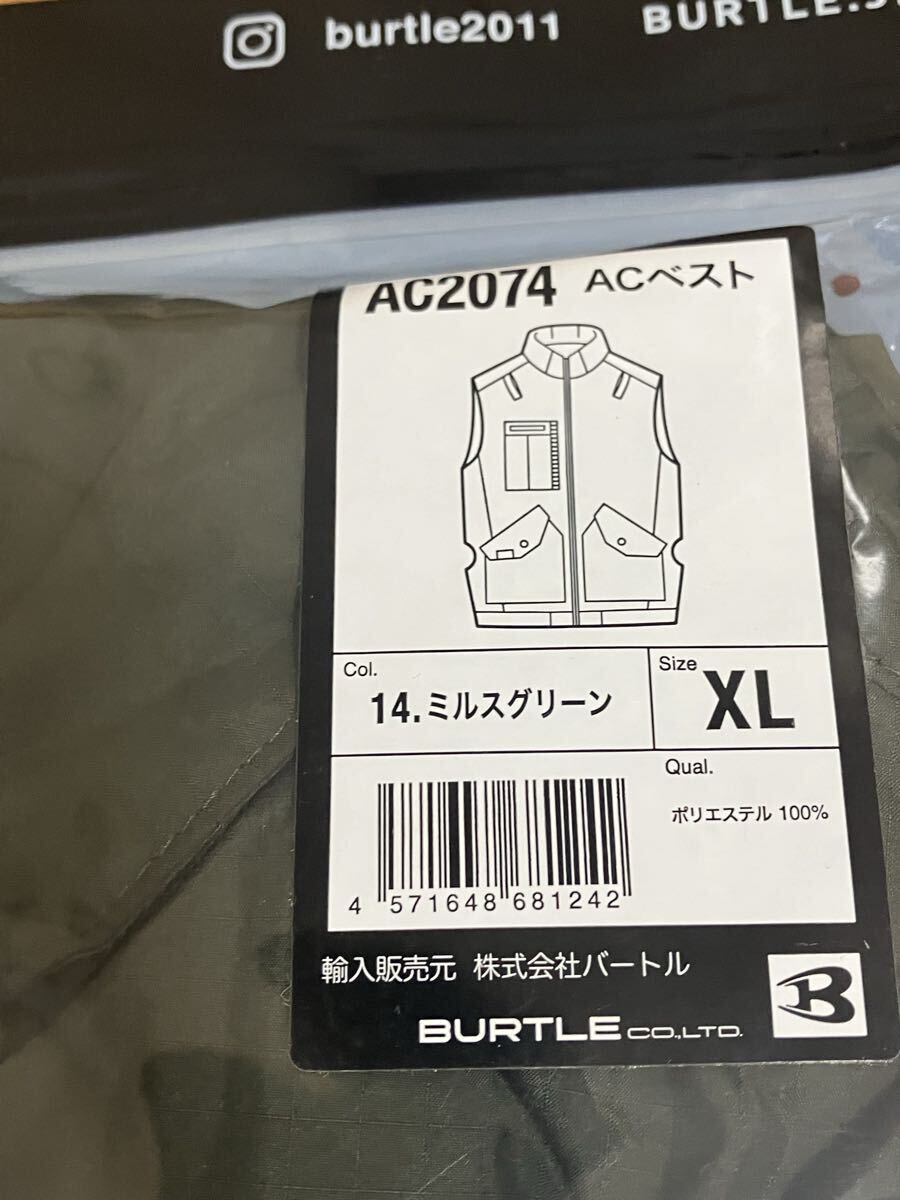 burtle2011
BURTLE
AC2074 ACベスト
Col.
14.ミルスグリーン
Size
XL
Qual.
ポリエステル 100%
4 571648 681242
輸入販売元 株式会社バートル
BURTLE CO.,LTD.